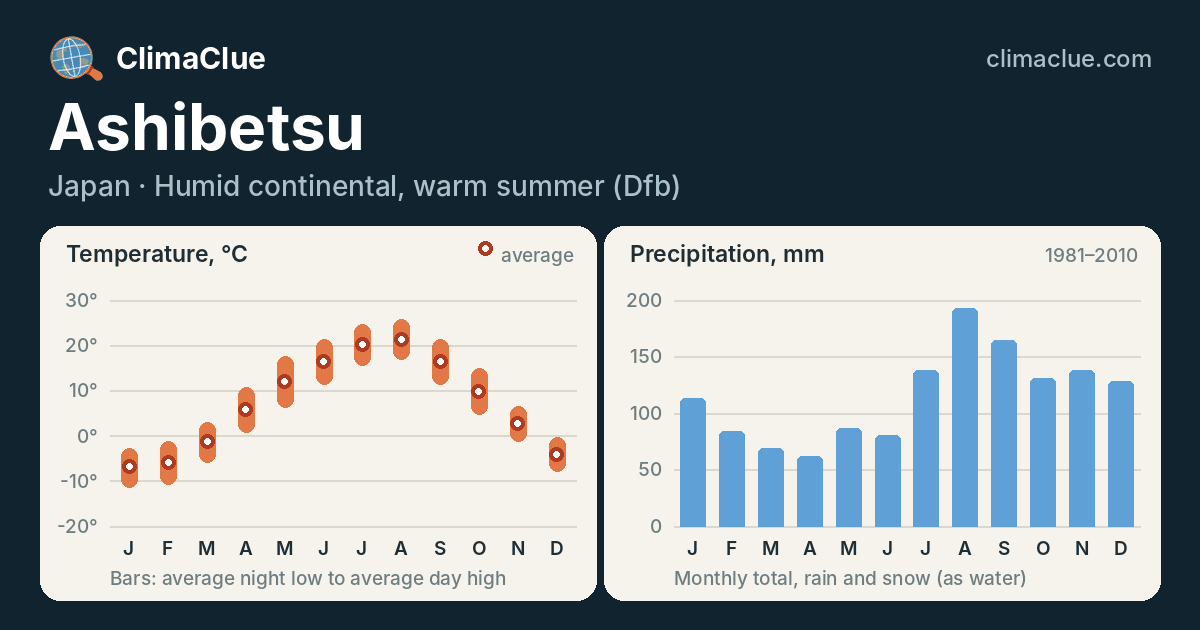 ClimaClue
climaclue.com
Ashibetsu
Japan · Humid continental, warm summer (Dfb)
Temperature, °C
average
30°
20°
10°
0°
-10°
-20°
J F M A M J J A S O N D
Bars: average night low to average day high
Precipitation, mm
1981–2010
200
150
100
50
0
J F M A M J J A S O N D
Monthly total, rain and snow (as water)